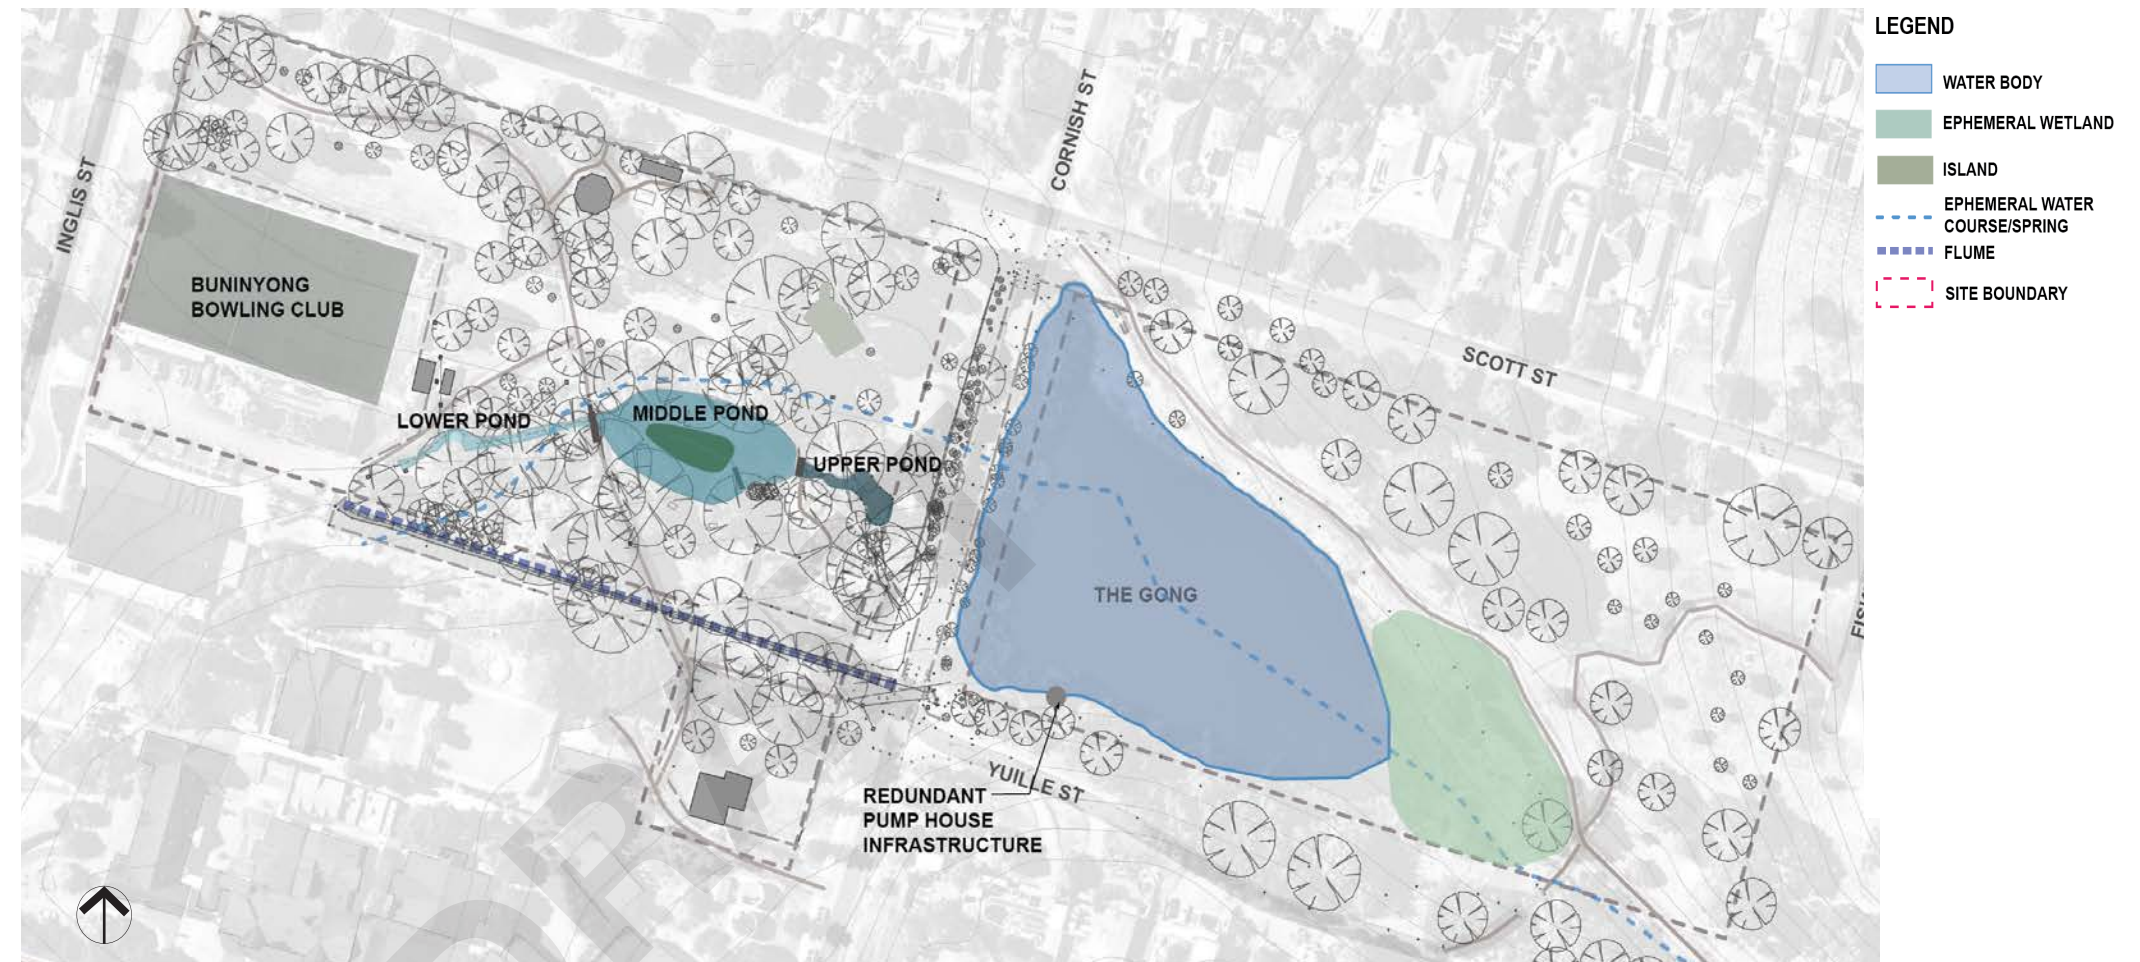 LEGEND
WATER BODY
EPHEMERAL WETLAND
ISLAND
EPHEMERAL WATER
COURSE/SPRING
FLUME
SITE BOUNDARY
INGLIS ST
CORNISH ST
SCOTT ST
BUNINYONG
BOWLING CLUB
LOWER POND
MIDDLE POND
UPPER POND
THE GONG
YUILLE ST
REDUNDANT
PUMP HOUSE
INFRASTRUCTURE